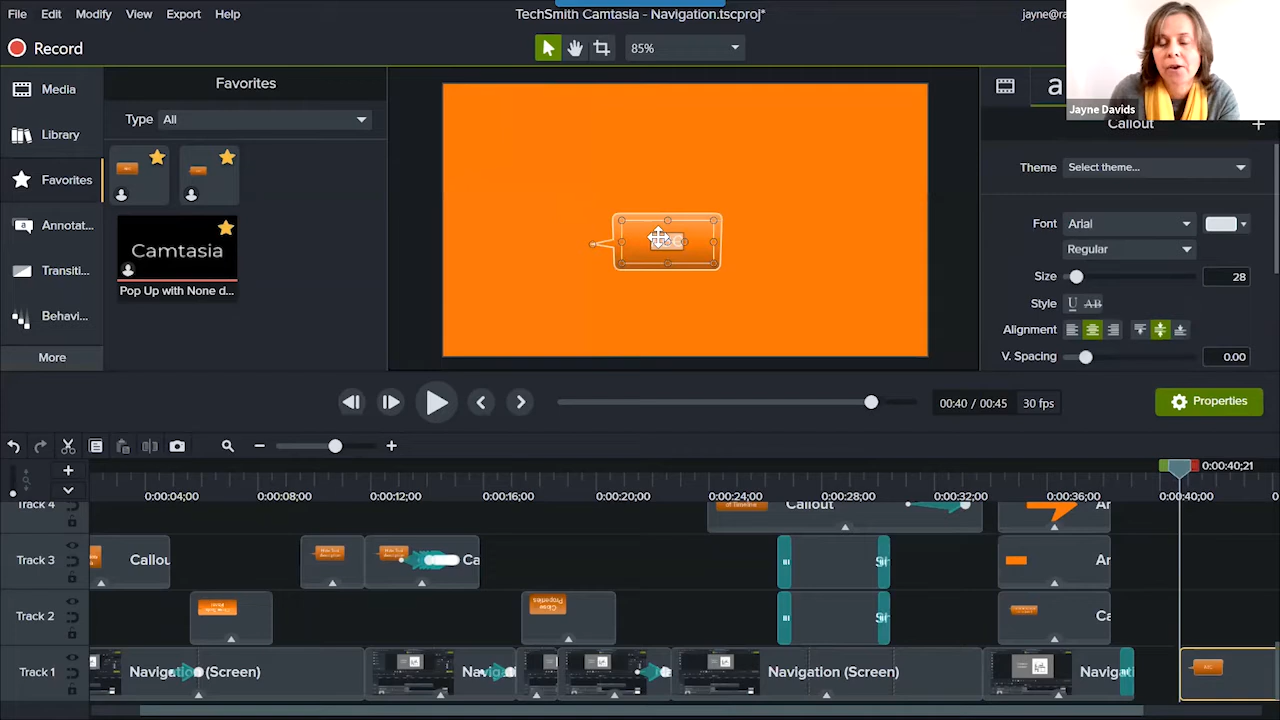 File Edit Modify View Export Help
TechSmith Camtasia - Navigation.tscproj*
jayne@ra
Record
85%
Jayne Davids
Media
Library
Favorites
Annotat...
Transiti...
Behavi...
More
Favorites
Type All
Camtasia
Pop Up with None d...
a
Callout
Theme Select theme...
Font Arial
Regular
Size 28
Style U AB
Alignment
V. Spacing 0.00
00:40 / 00:45 30 fps
Properties
0:00:40;21
0:00:04;00 0:00:08;00 0:00:12;00 0:00:16;00 0:00:20;00 0:00:24;00 0:00:28;00 0:00:32;00 0:00:36;00 0:00:40;00
Track 4 of Timeline Callout
Track 3 Callou Ca
Track 2 Ca
Track 1 Navigation (Screen) Naviga Navigation (Screen) Navigati